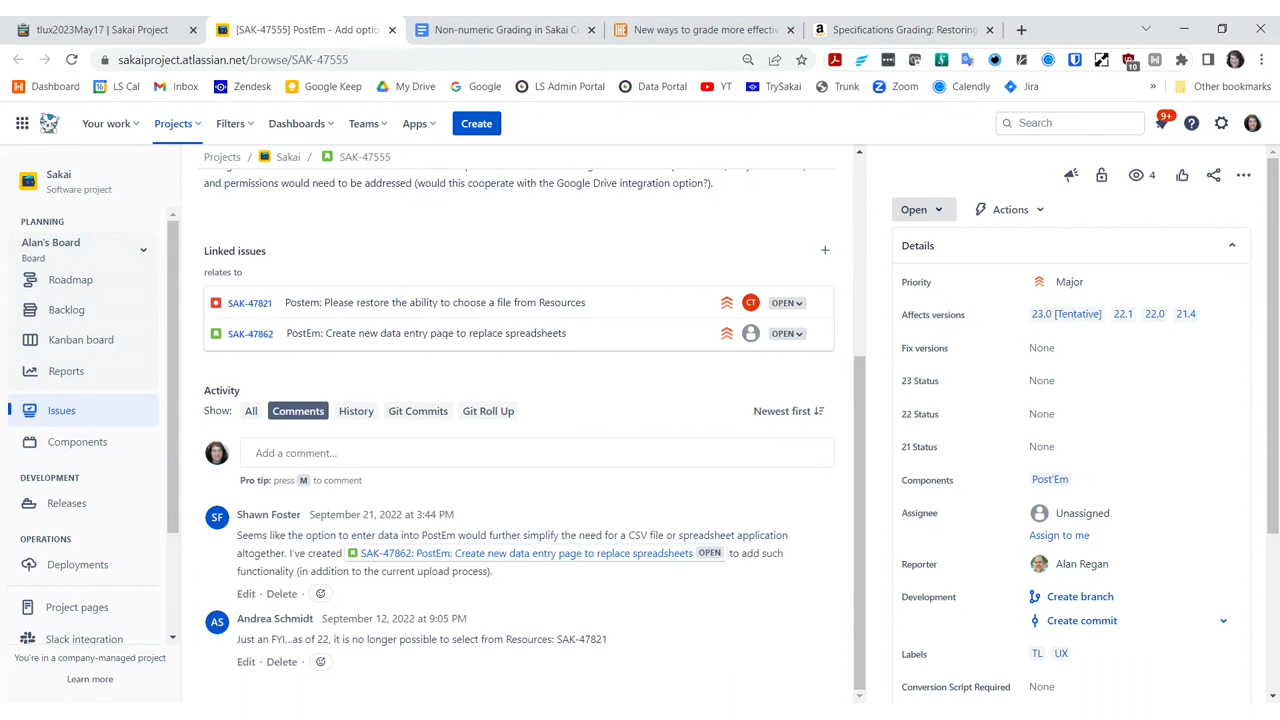 tlux2023May17 | Sakai Project
[SAK-47555] PostEm - Add optio
Non-numeric Grading in Sakai Co
New ways to grade more effectiv
Specifications Grading: Restoring
sakaiproject.atlassian.net/browse/SAK-47555
10
Dashboard
LS Cal
Inbox
Zendesk
Google Keep
My Drive
Google
LS Admin Portal
Data Portal
YT
TrySakai
Trunk
Zoom
Calendly
Jira
»
Other bookmarks
Your work
Projects
Filters
Dashboards
Teams
Apps
Create
Search
9+
Sakai
Software project
PLANNING
Alan's Board
Board
Roadmap
Backlog
Kanban board
Reports
Issues
Components
DEVELOPMENT
Releases
OPERATIONS
Deployments
Project pages
Slack integration
You're in a company-managed project
Learn more
Projects / Sakai / SAK-47555
and permissions would need to be addressed (would this cooperate with the Google Drive integration option?).
Linked issues
relates to
SAK-47821 Postem: Please restore the ability to choose a file from Resources CT OPEN
SAK-47862 PostEm: Create new data entry page to replace spreadsheets OPEN
Activity
Show: All Comments History Git Commits Git Roll Up Newest first
Add a comment...
Pro tip: press M to comment
SF Shawn Foster September 21, 2022 at 3:44 PM
Seems like the option to enter data into PostEm would further simplify the need for a CSV file or spreadsheet application
altogether. I've created SAK-47862: PostEm: Create new data entry page to replace spreadsheets OPEN to add such
functionality (in addition to the current upload process).
Edit · Delete ·
AS Andrea Schmidt September 12, 2022 at 9:05 PM
Just an FYI...as of 22, it is no longer possible to select from Resources: SAK-47821
Edit · Delete ·
4
Open
Actions
Details
Priority Major
Affects versions 23.0 [Tentative] 22.1 22.0 21.4
Fix versions None
23 Status None
22 Status None
21 Status None
Components Post'Em
Assignee Unassigned
Assign to me
Reporter Alan Regan
Development Create branch
Create commit
Labels TL UX
Conversion Script Required None